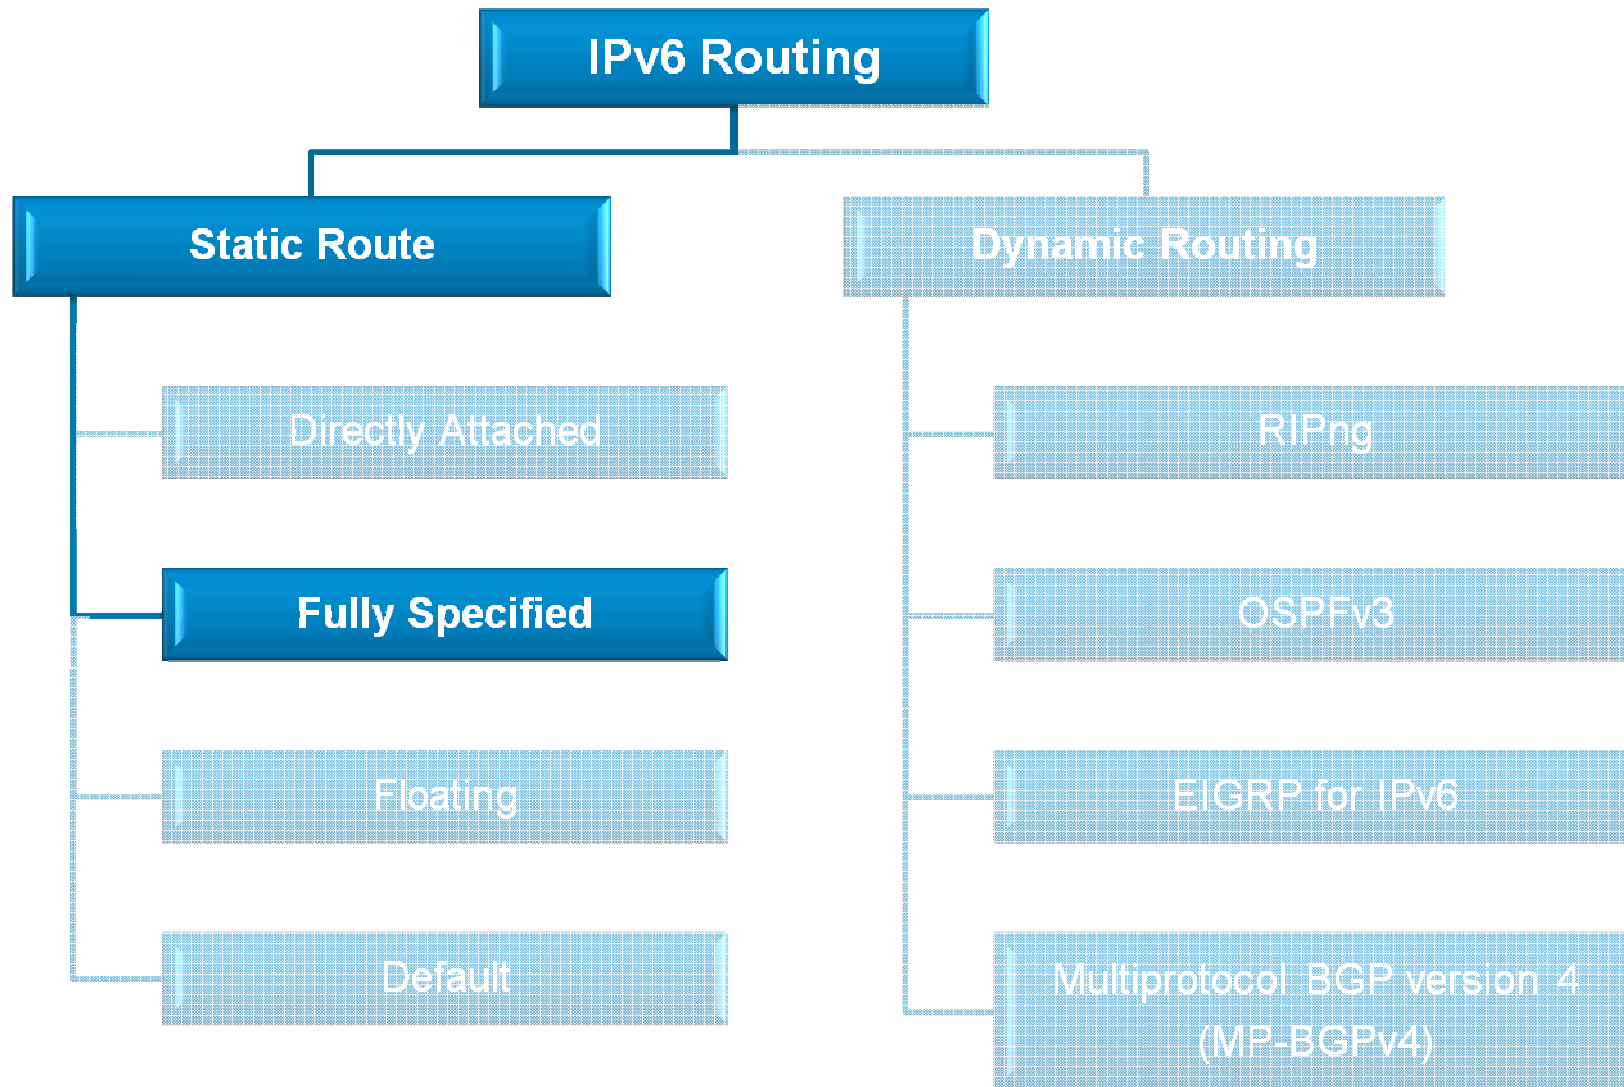 IPv6 Routing
Static Route
Directly Attached
Fully Specified
Floating
Default
Dynamic Routing
RIPng
OSPFv3
EIGRP for IPv6
Multiprotocol BGP version 4
(MP-BGPv4)